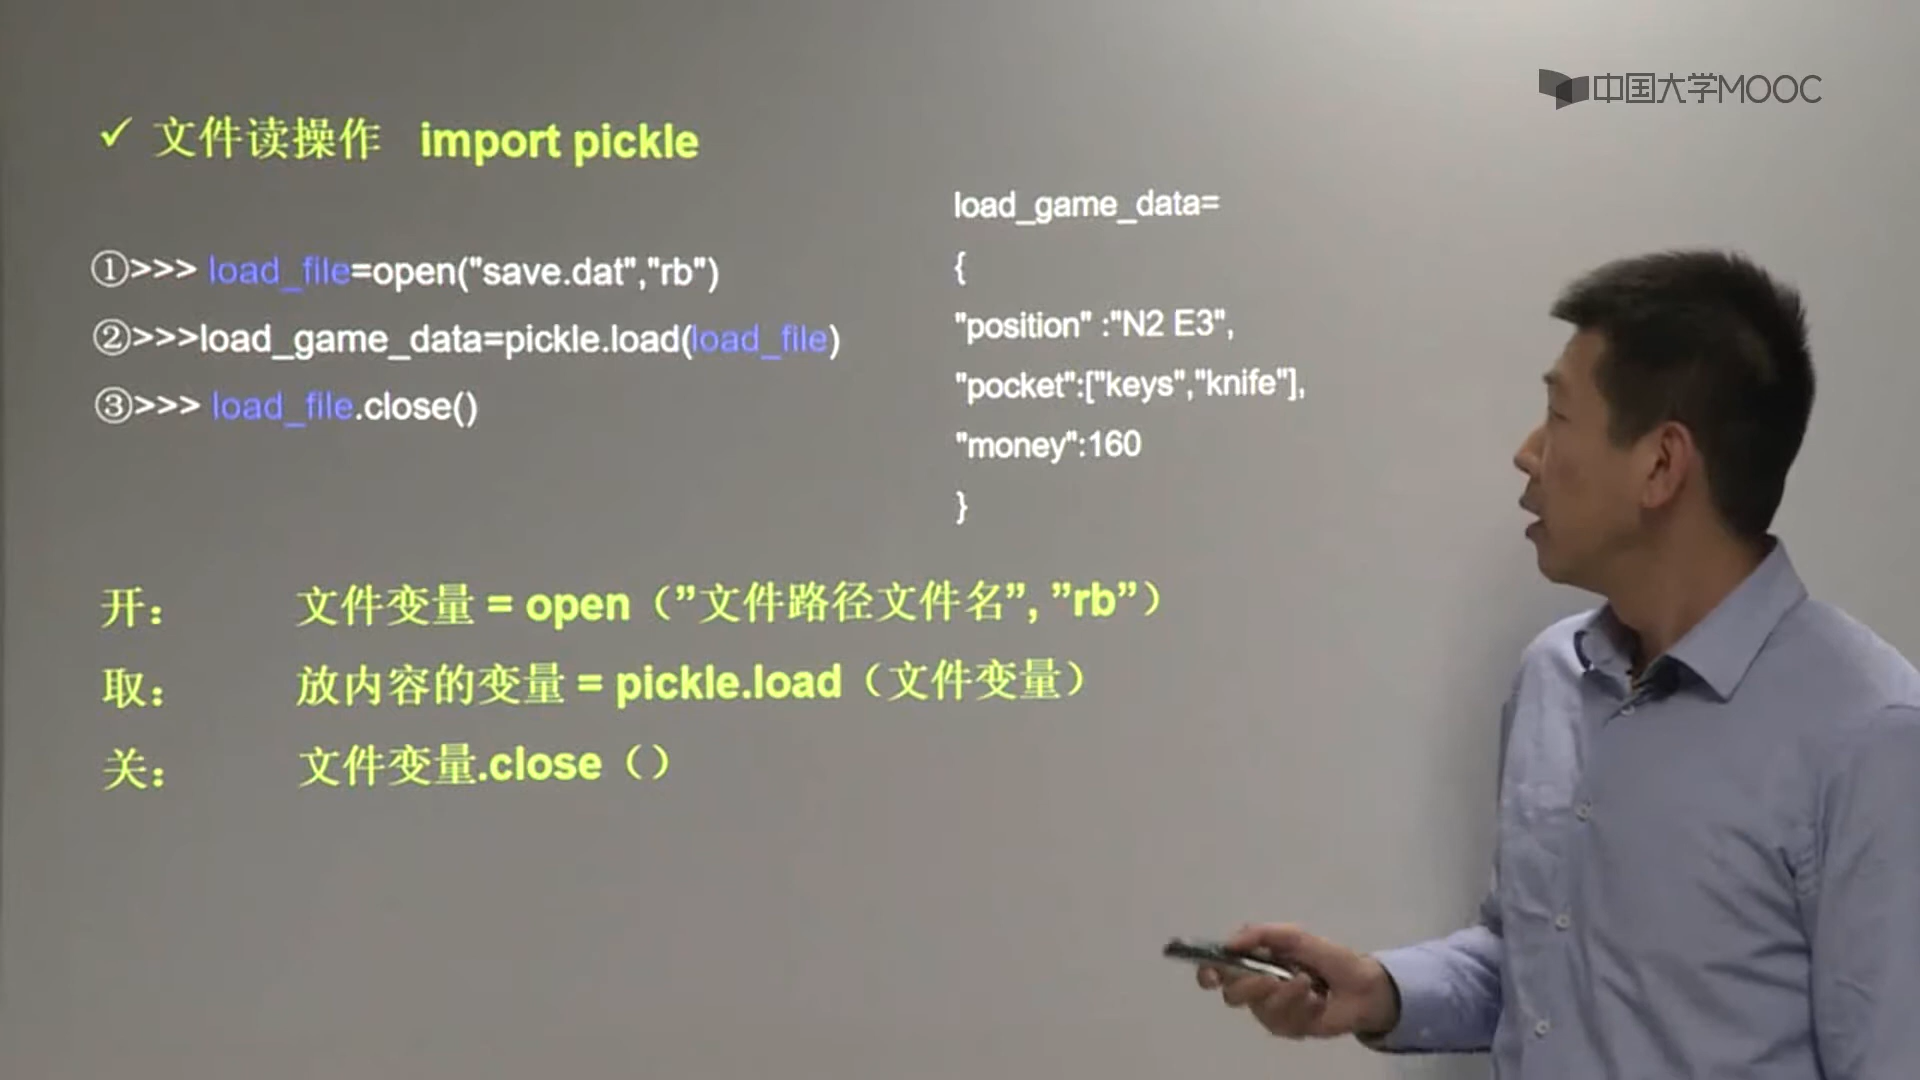 中国大学MOOC
✓ 文件读操作 import pickle
①>>> load_file=open("save.dat","rb")
②>>>load_game_data=pickle.load(load_file)
③>>> load_file.close()
load_game_data=
{
"position" :"N2 E3",
"pocket":["keys","knife"],
"money":160
}
开： 文件变量 = open（”文件路径文件名”, ”rb”）
取： 放内容的变量 = pickle.load（文件变量）
关： 文件变量.close（）